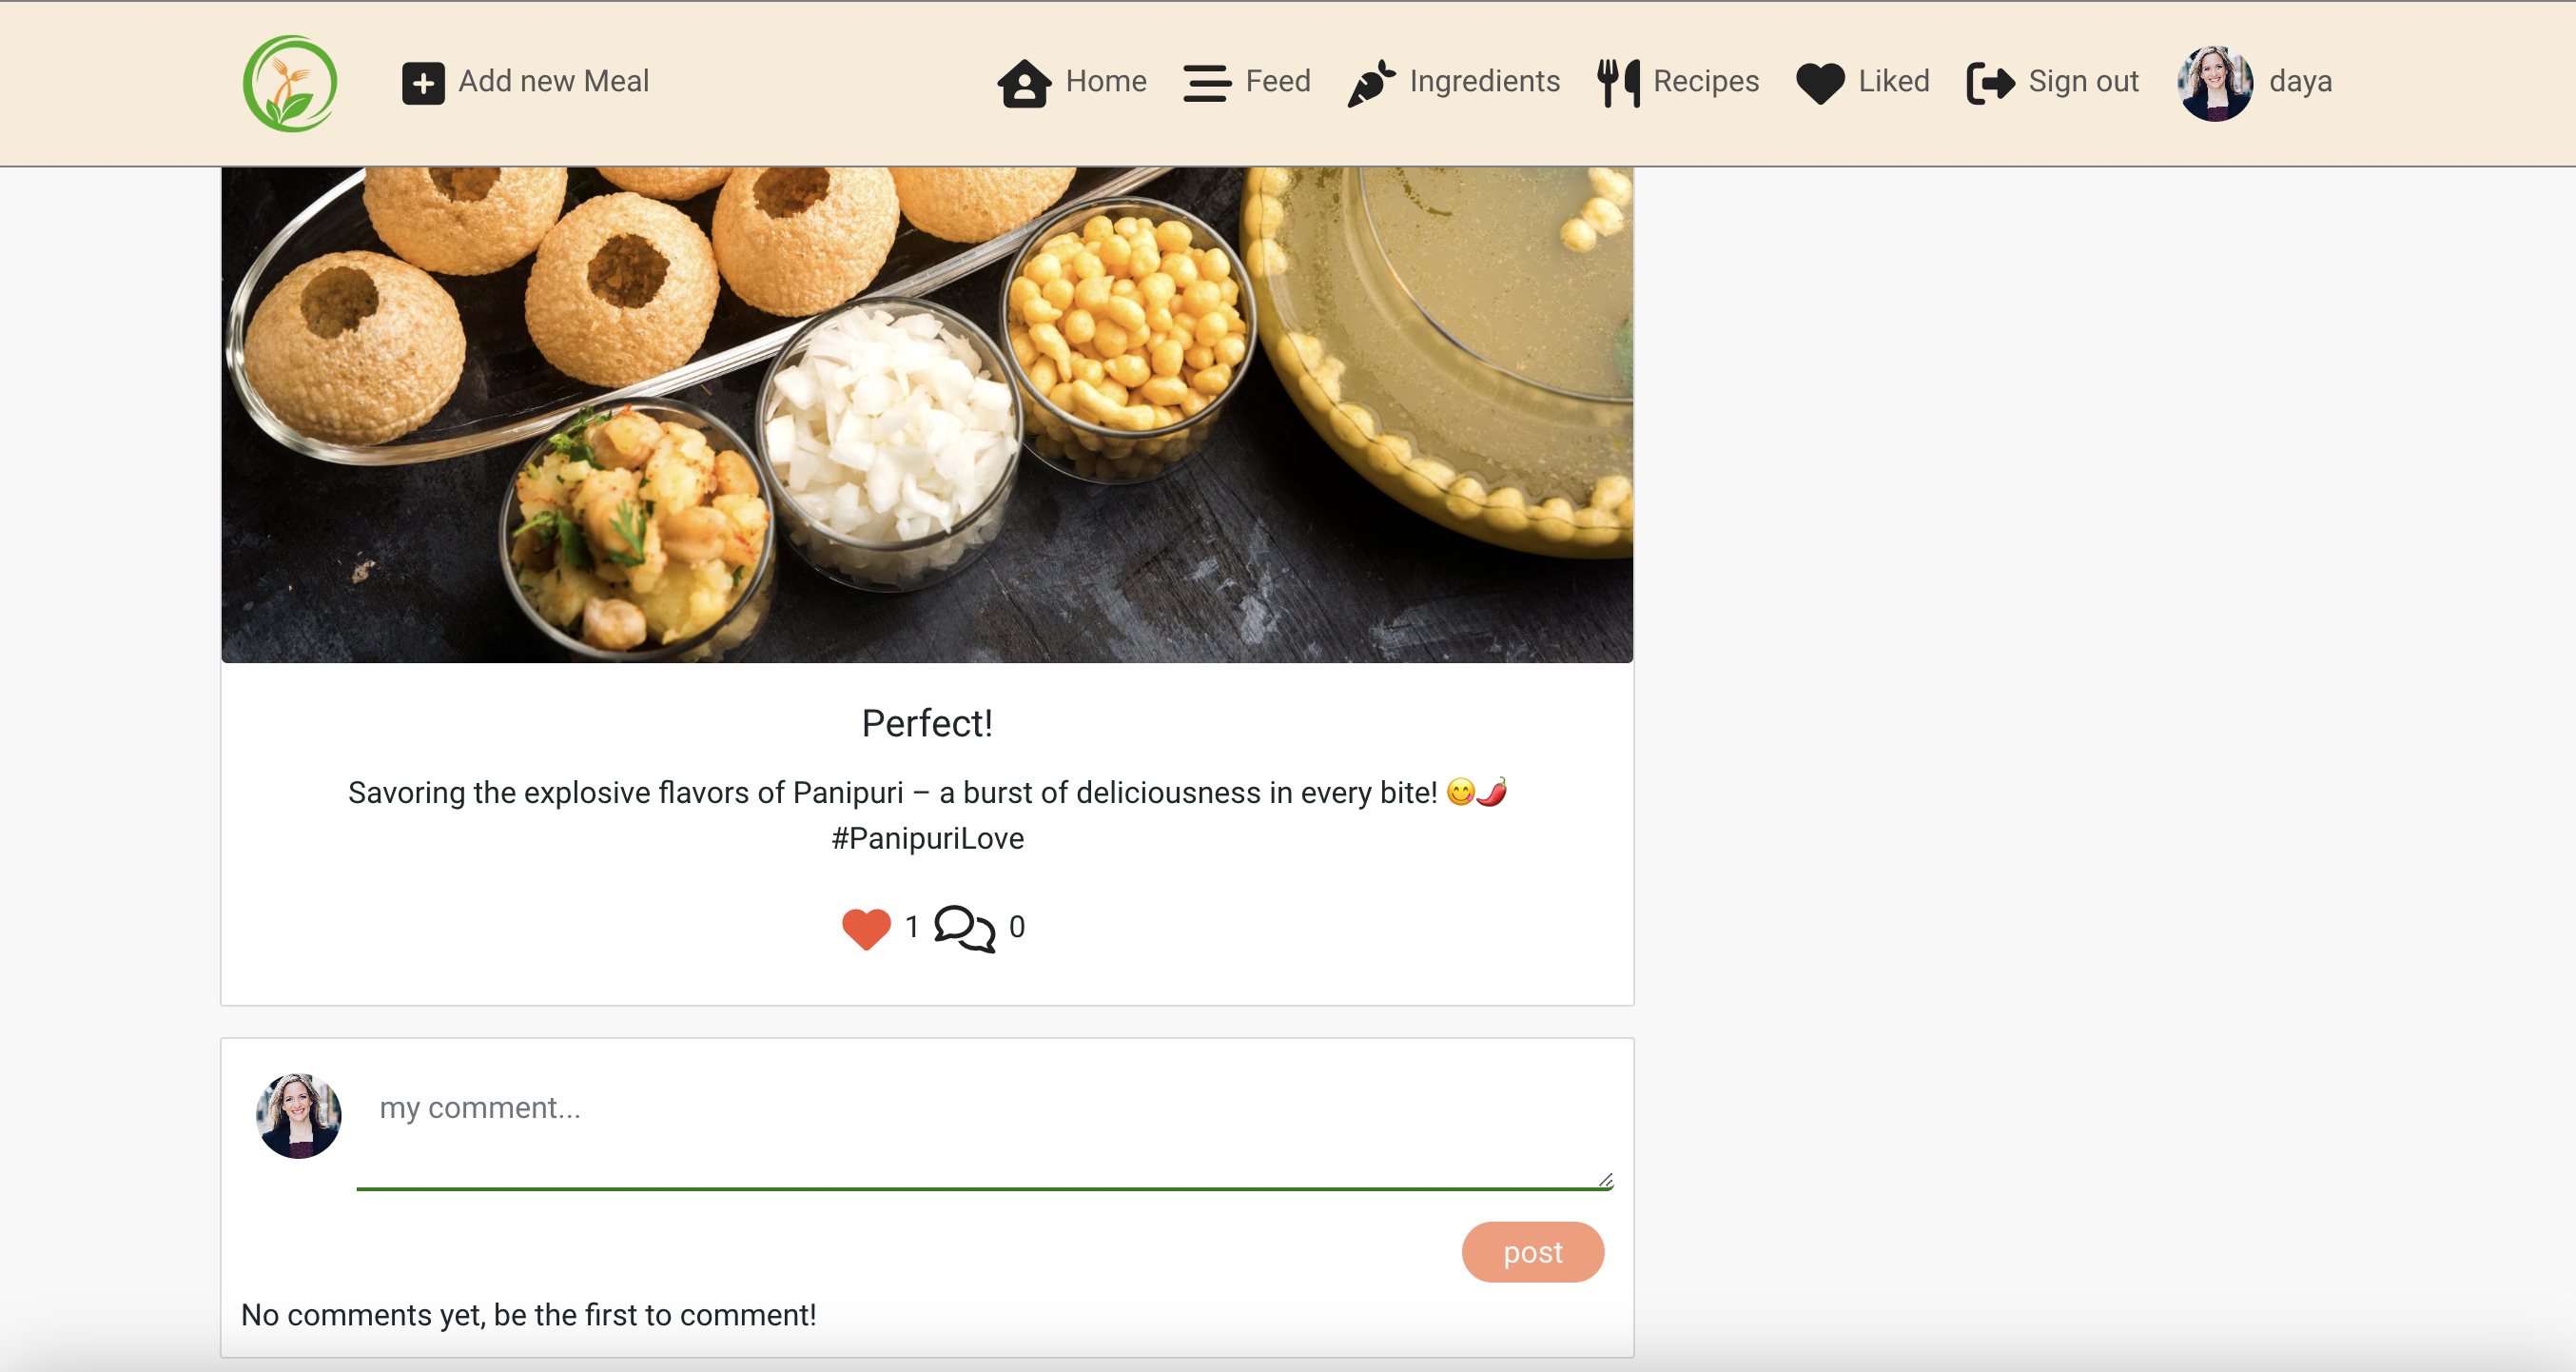 Add new Meal
Home
Feed
Ingredients
Recipes
Liked
Sign out
daya
Perfect!
Savoring the explosive flavors of Panipuri – a burst of deliciousness in every bite! 😋🌶️
#PanipuriLove
1
0
my comment...
post
No comments yet, be the first to comment!